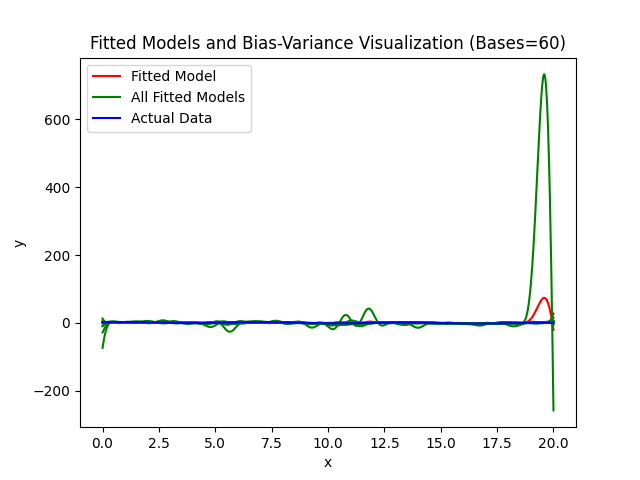 Fitted Models and Bias-Variance Visualization (Bases=60)
Fitted Model
All Fitted Models
Actual Data
600
400
200
0
−200
y
0.0 2.5 5.0 7.5 10.0 12.5 15.0 17.5 20.0
x